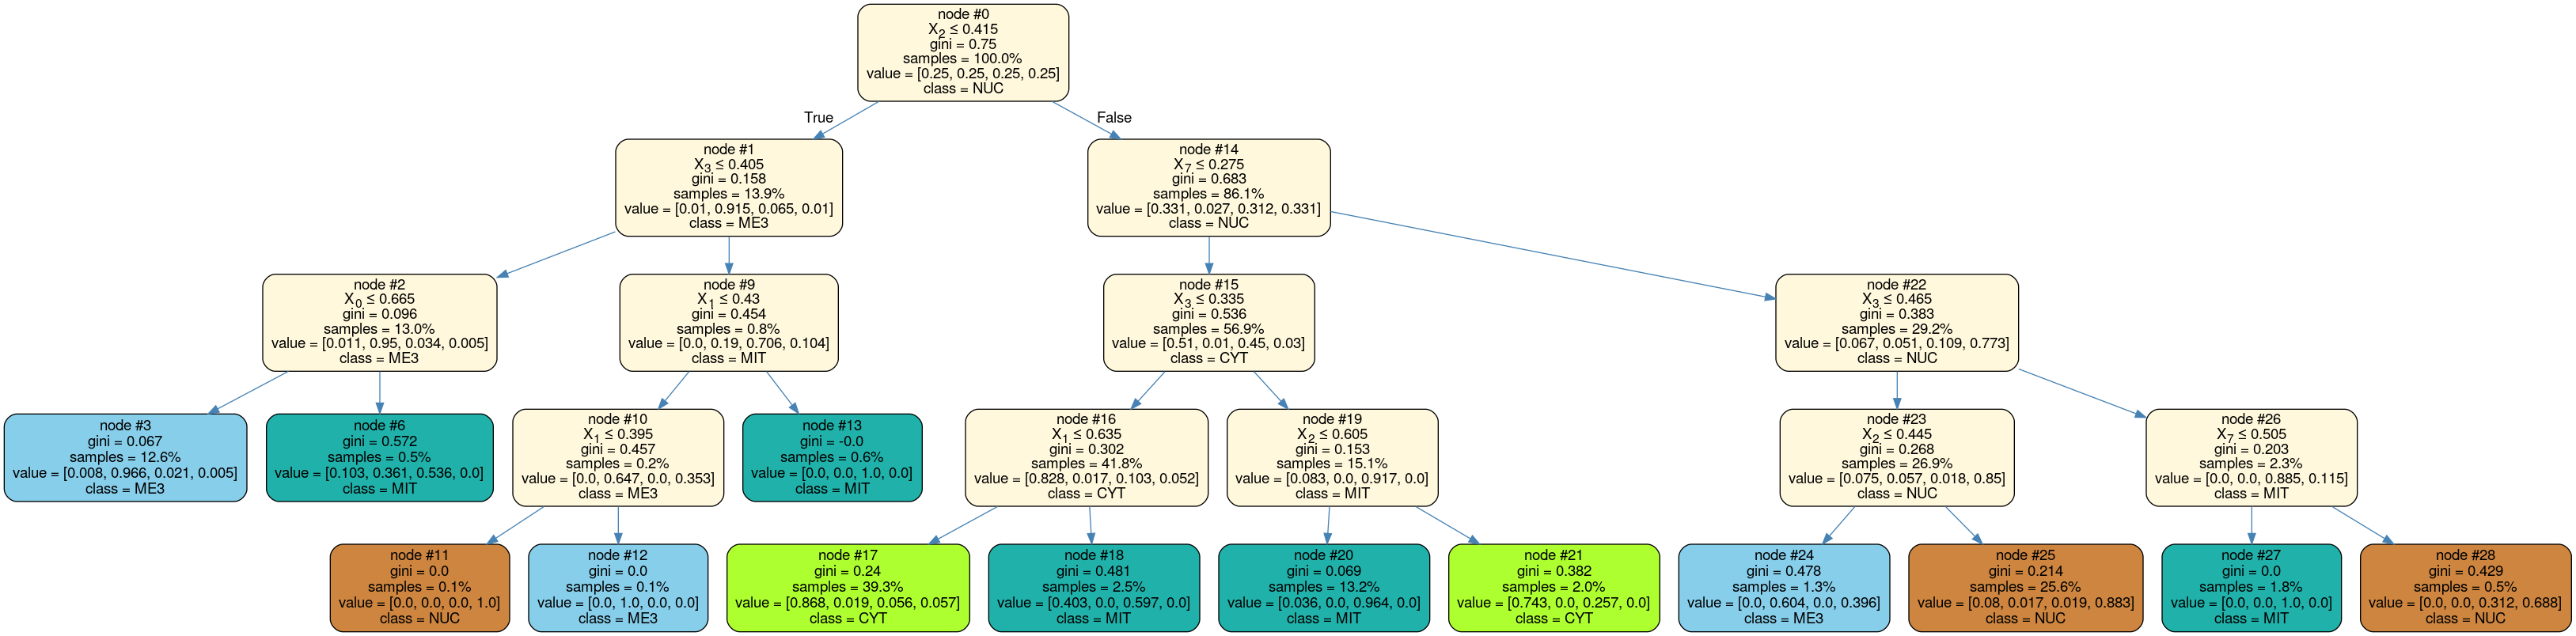 node #0
X2 ≤ 0.415
gini = 0.75
samples = 100.0%
value = [0.25, 0.25, 0.25, 0.25]
class = NUC
True
False
node #1
X3 ≤ 0.405
gini = 0.158
samples = 13.9%
value = [0.01, 0.915, 0.065, 0.01]
class = ME3
node #14
X7 ≤ 0.275
gini = 0.683
samples = 86.1%
value = [0.331, 0.027, 0.312, 0.331]
class = NUC
node #2
X0 ≤ 0.665
gini = 0.096
samples = 13.0%
value = [0.011, 0.95, 0.034, 0.005]
class = ME3
node #9
X1 ≤ 0.43
gini = 0.454
samples = 0.8%
value = [0.0, 0.19, 0.706, 0.104]
class = MIT
node #15
X3 ≤ 0.335
gini = 0.536
samples = 56.9%
value = [0.51, 0.01, 0.45, 0.03]
class = CYT
node #22
X3 ≤ 0.465
gini = 0.383
samples = 29.2%
value = [0.067, 0.051, 0.109, 0.773]
class = NUC
node #3
gini = 0.067
samples = 12.6%
value = [0.008, 0.966, 0.021, 0.005]
class = ME3
node #6
gini = 0.572
samples = 0.5%
value = [0.103, 0.361, 0.536, 0.0]
class = MIT
node #10
X1 ≤ 0.395
gini = 0.457
samples = 0.2%
value = [0.0, 0.647, 0.0, 0.353]
class = ME3
node #13
gini = -0.0
samples = 0.6%
value = [0.0, 0.0, 1.0, 0.0]
class = MIT
node #16
X1 ≤ 0.635
gini = 0.302
samples = 41.8%
value = [0.828, 0.017, 0.103, 0.052]
class = CYT
node #19
X2 ≤ 0.605
gini = 0.153
samples = 15.1%
value = [0.083, 0.0, 0.917, 0.0]
class = MIT
node #23
X2 ≤ 0.445
gini = 0.268
samples = 26.9%
value = [0.075, 0.057, 0.018, 0.85]
class = NUC
node #26
X7 ≤ 0.505
gini = 0.203
samples = 2.3%
value = [0.0, 0.0, 0.885, 0.115]
class = MIT
node #11
gini = 0.0
samples = 0.1%
value = [0.0, 0.0, 0.0, 1.0]
class = NUC
node #12
gini = 0.0
samples = 0.1%
value = [0.0, 1.0, 0.0, 0.0]
class = ME3
node #17
gini = 0.24
samples = 39.3%
value = [0.868, 0.019, 0.056, 0.057]
class = CYT
node #18
gini = 0.481
samples = 2.5%
value = [0.403, 0.0, 0.597, 0.0]
class = MIT
node #20
gini = 0.069
samples = 13.2%
value = [0.036, 0.0, 0.964, 0.0]
class = MIT
node #21
gini = 0.382
samples = 2.0%
value = [0.743, 0.0, 0.257, 0.0]
class = CYT
node #24
gini = 0.478
samples = 1.3%
value = [0.0, 0.604, 0.0, 0.396]
class = ME3
node #25
gini = 0.214
samples = 25.6%
value = [0.08, 0.017, 0.019, 0.883]
class = NUC
node #27
gini = 0.0
samples = 1.8%
value = [0.0, 0.0, 1.0, 0.0]
class = MIT
node #28
gini = 0.429
samples = 0.5%
value = [0.0, 0.0, 0.312, 0.688]
class = NUC